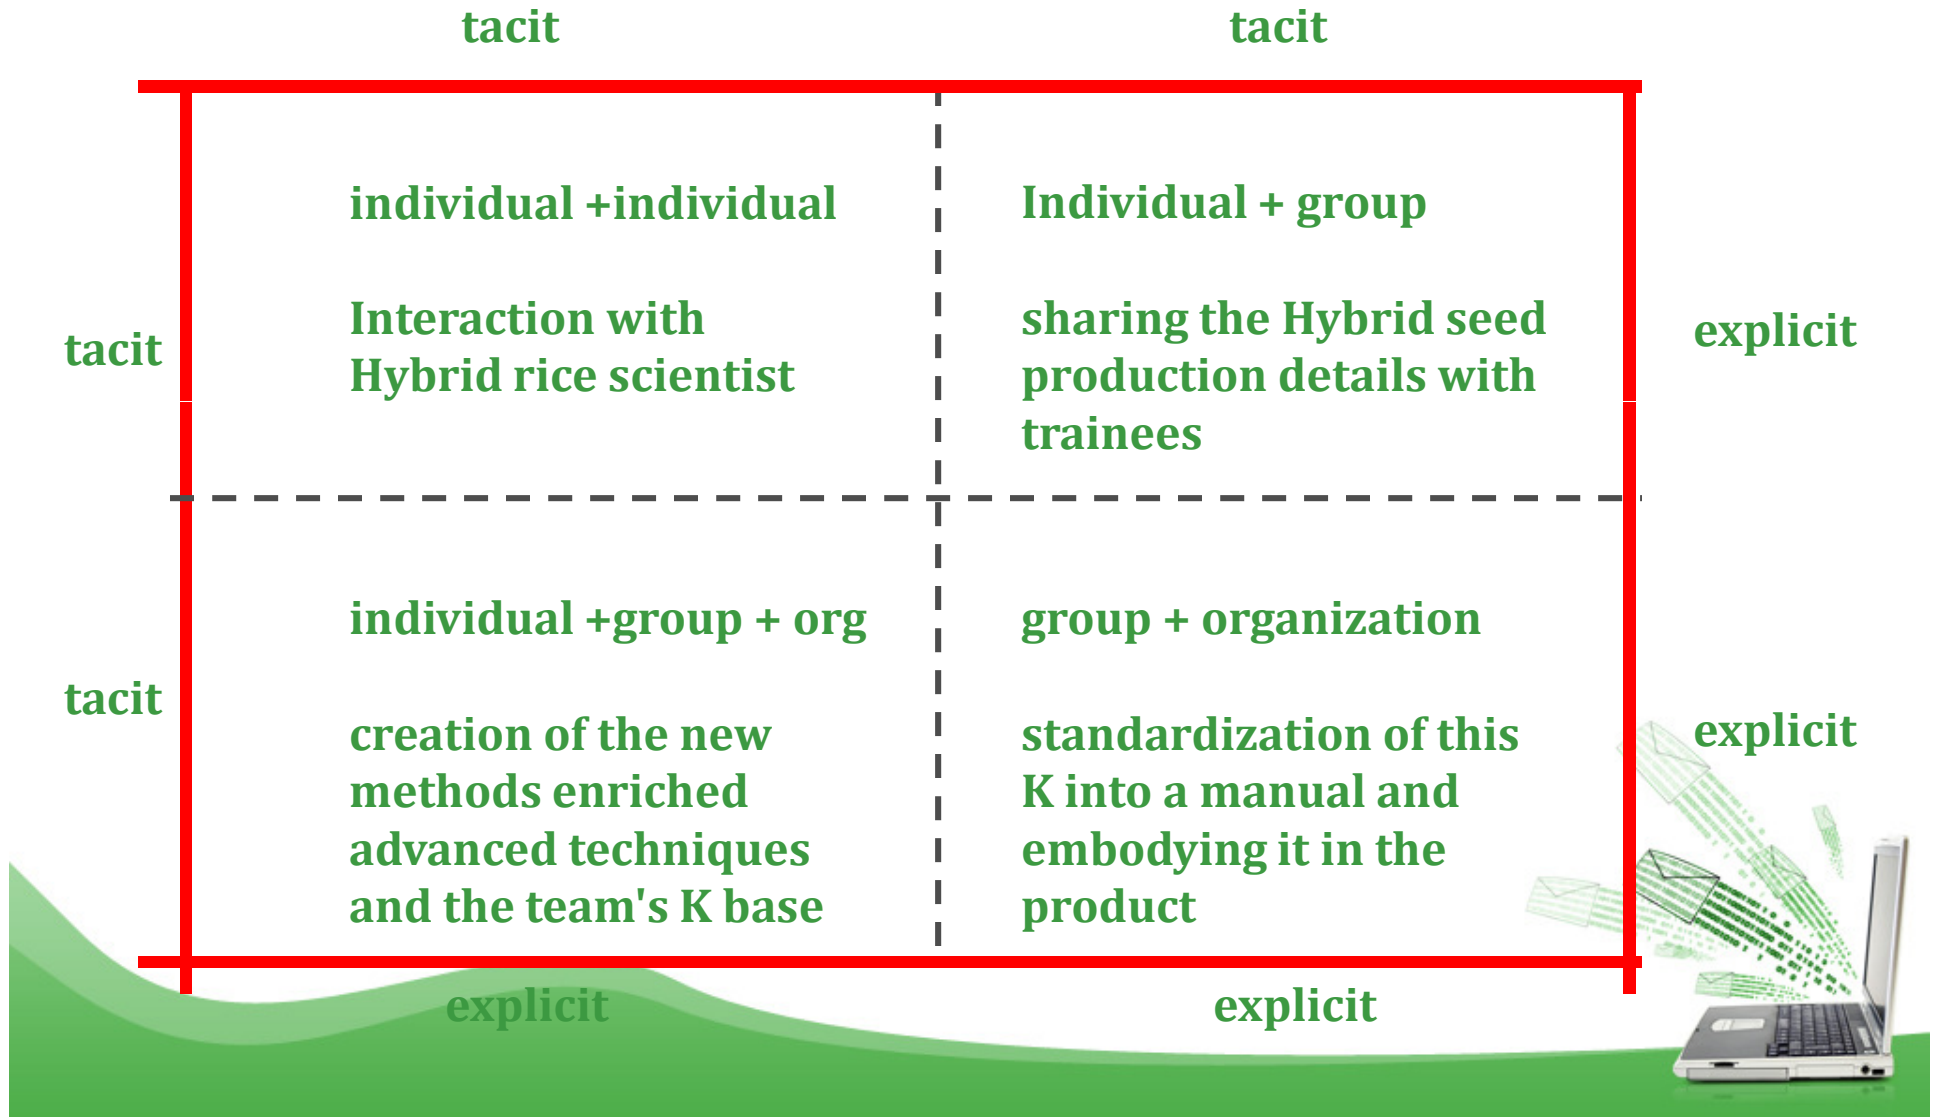 tacit
tacit
individual +individual
Interaction with
Hybrid rice scientist
Individual + group
sharing the Hybrid seed
production details with
trainees
tacit
explicit
individual +group + org
creation of the new
methods enriched
advanced techniques
and the team's K base
group + organization
standardization of this
K into a manual and
embodying it in the
product
tacit
explicit
explicit
explicit